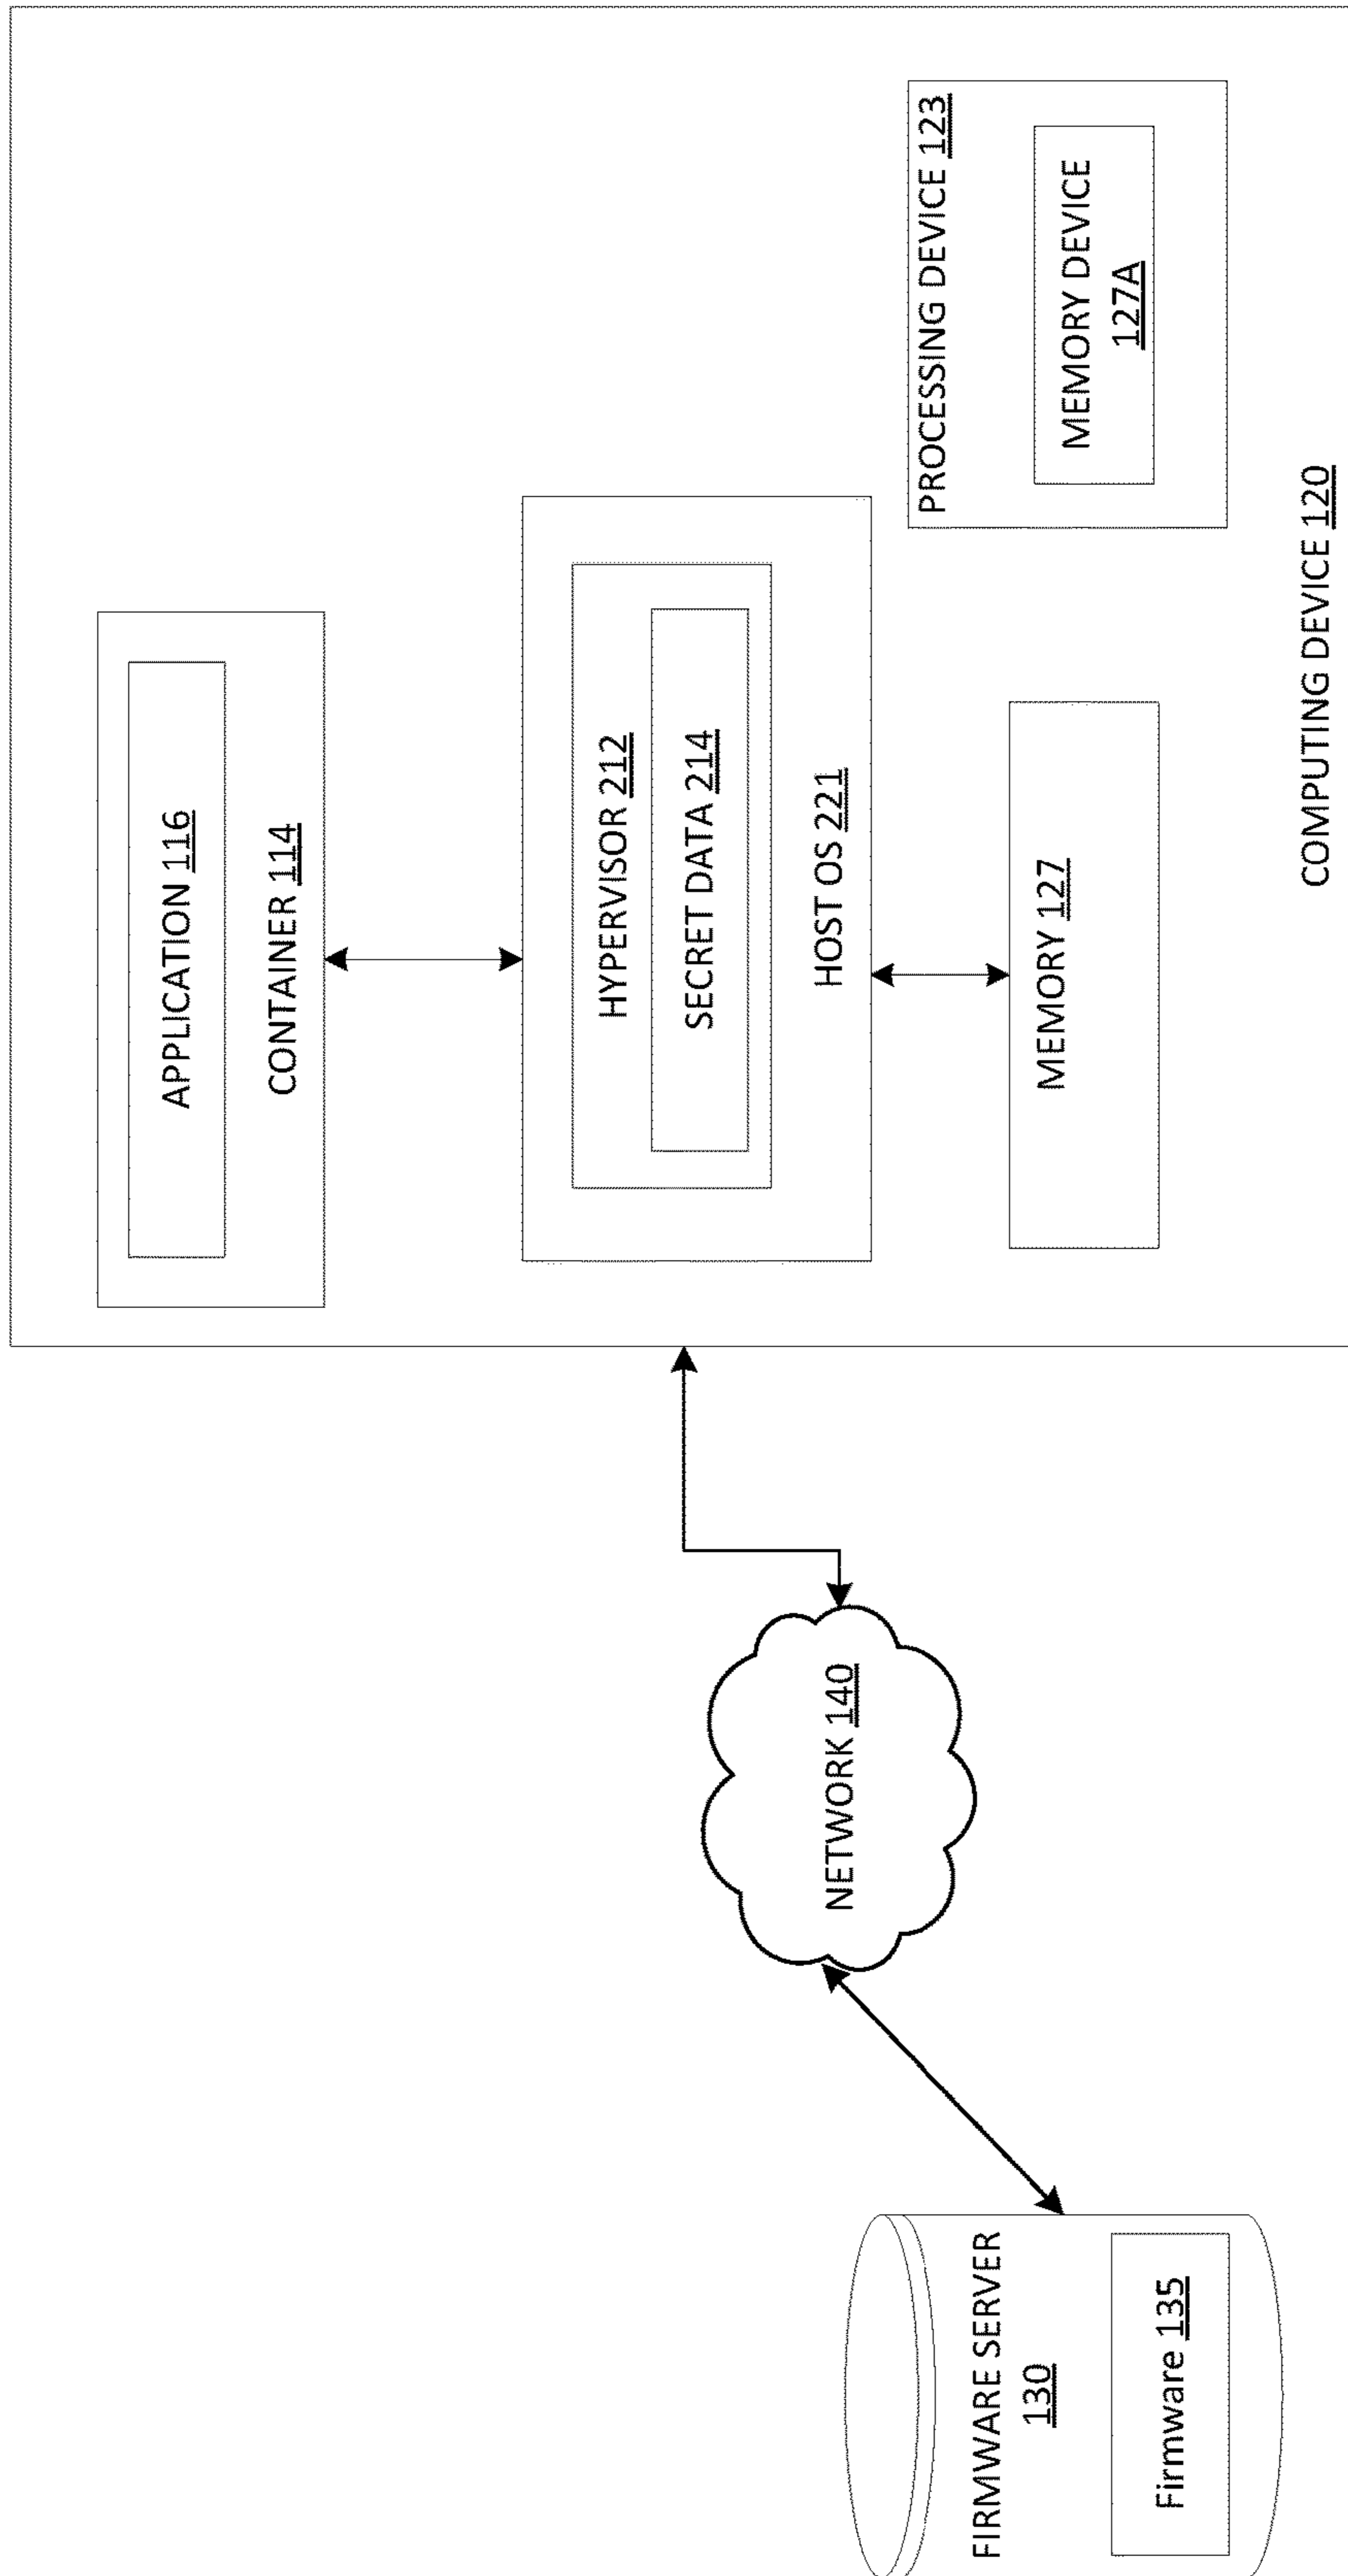 APPLICATION 116
CONTAINER 114
HYPERVISOR 212
SECRET DATA 214
HOST OS 221
MEMORY 127
PROCESSING DEVICE 123
MEMORY DEVICE
127A
COMPUTING DEVICE 120
NETWORK 140
FIRMWARE SERVER
130
Firmware 135